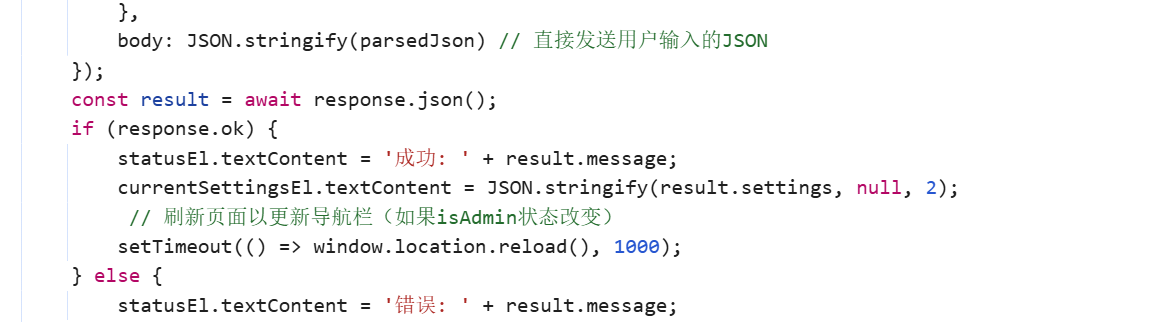 },
body: JSON.stringify(parsedJson) // 直接发送用户输入的JSON
});
const result = await response.json();
if (response.ok) {
statusEl.textContent = '成功: ' + result.message;
currentSettingsEl.textContent = JSON.stringify(result.settings, null, 2);
// 刷新页面以更新导航栏（如果isAdmin状态改变）
setTimeout(() => window.location.reload(), 1000);
} else {
statusEl.textContent = '错误: ' + result.message;